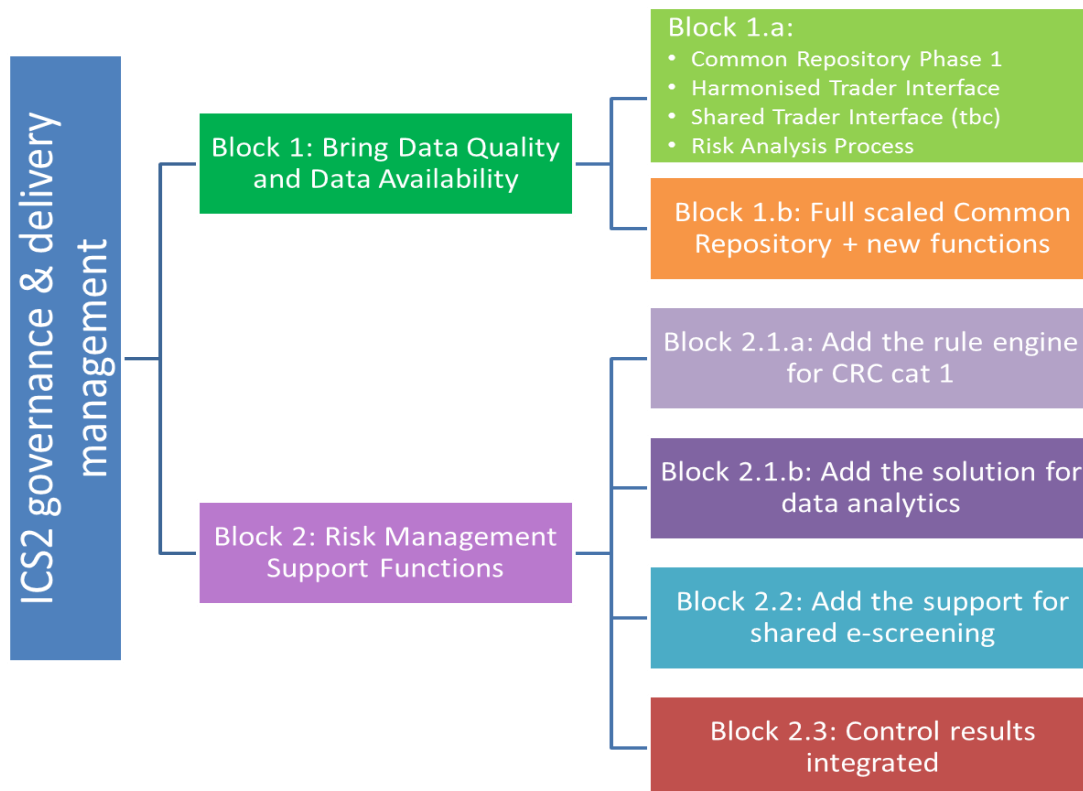 ICS2 governance & delivery
management
Block 1: Bring Data Quality
and Data Availability
Block 2: Risk Management
Support Functions
Block 1.a:
• Common Repository Phase 1
• Harmonised Trader Interface
• Shared Trader Interface (tbc)
• Risk Analysis Process
Block 1.b: Full scaled Common
Repository + new functions
Block 2.1.a: Add the rule engine
for CRC cat 1
Block 2.1.b: Add the solution for
data analytics
Block 2.2: Add the support for
shared e-screening
Block 2.3: Control results
integrated